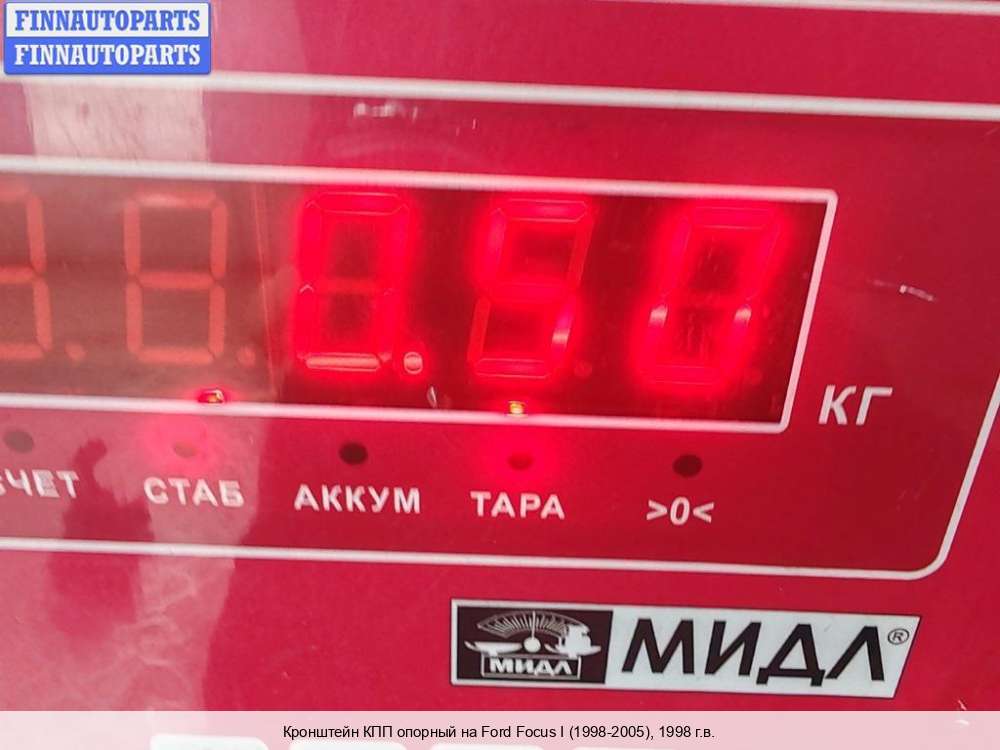 FINNAUTOPARTS
FINNAUTOPARTS
0.50
КГ
СТАБ
АККУМ
ТАРА
>0<
МИДЛ
МИДЛ®
Кронштейн КПП опорный на Ford Focus I (1998-2005), 1998 г.в.